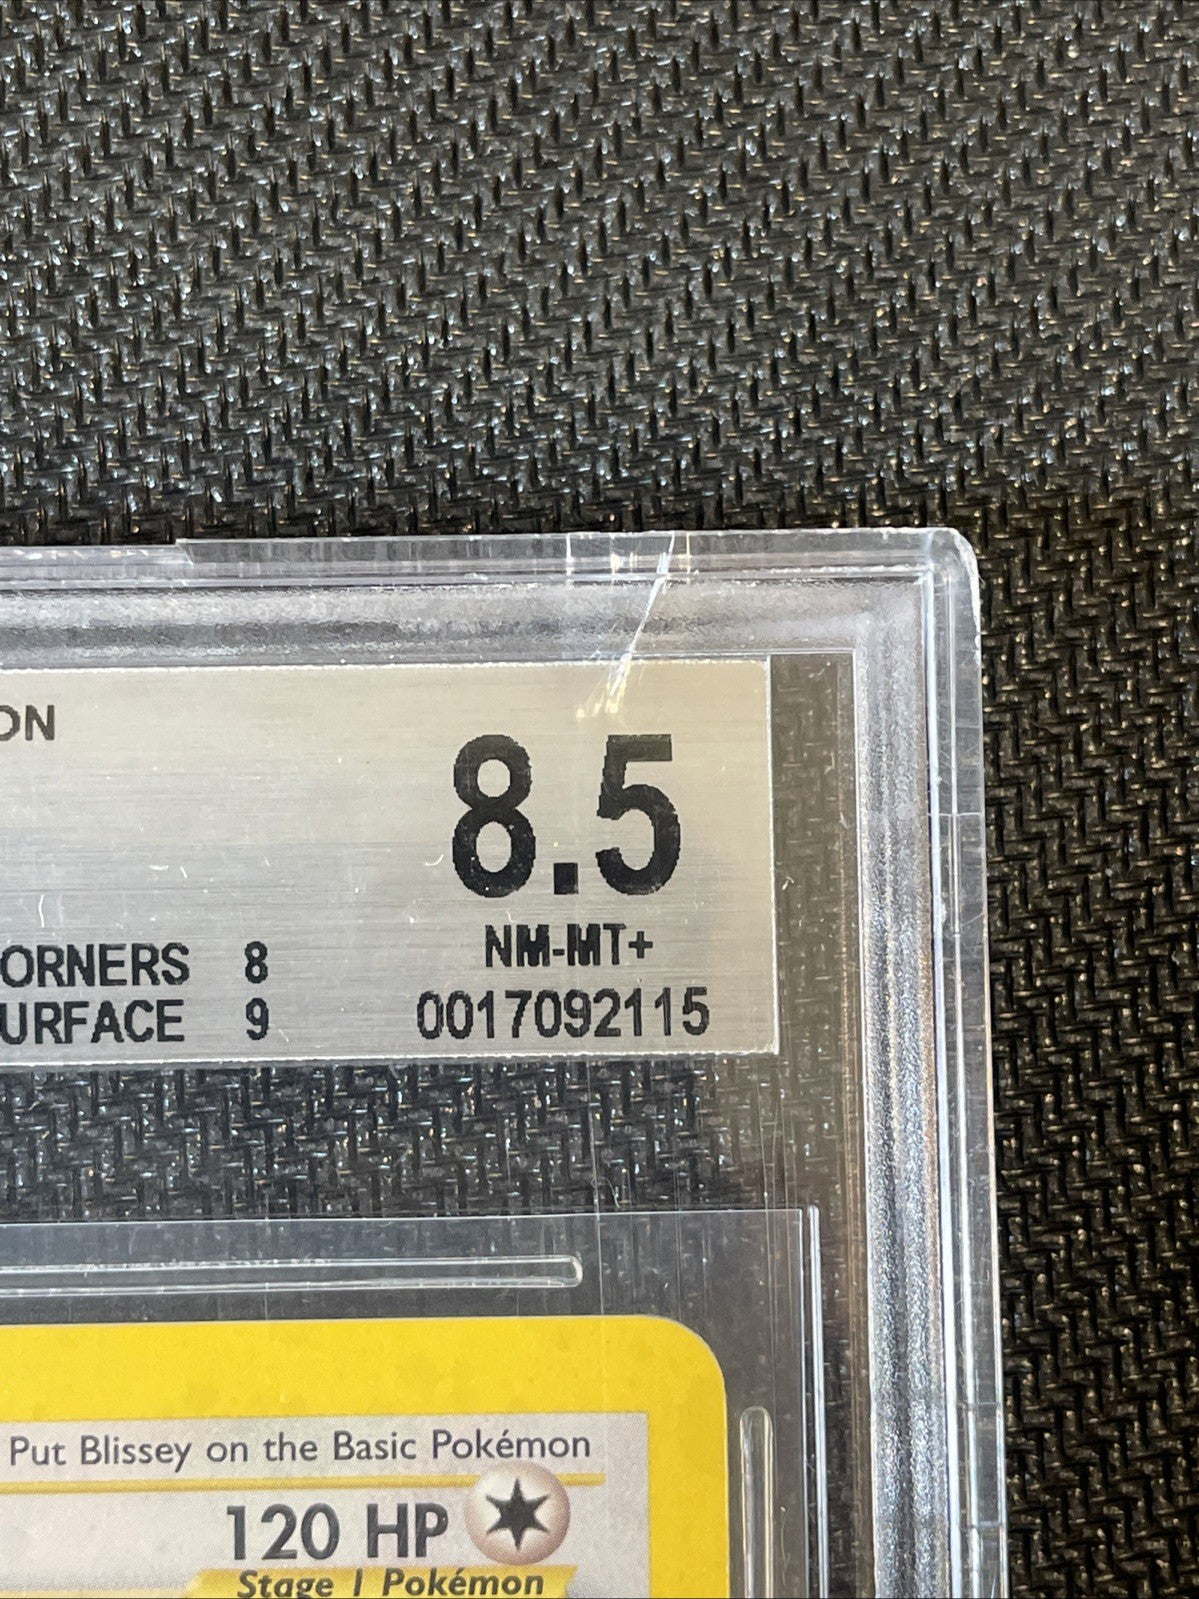 ON
8.5
NM-MT+
ORNERS 8
URFACE 9
0017092115
Put Blissey on the Basic Pokémon
120 HP
Stage 1 Pokémon